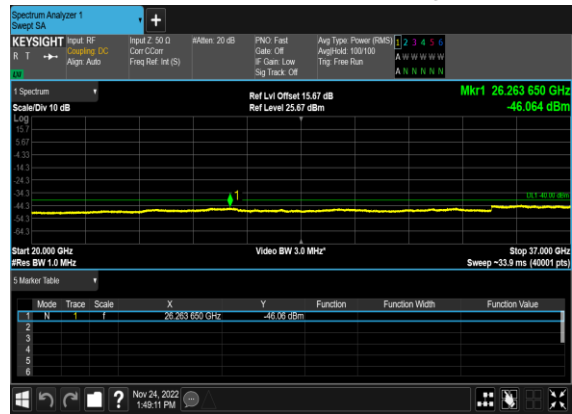 Spectrum Analyzer 1
Swept SA
+
KEYSIGHT Input: RF Input Z: 50 Ω #Atten: 20 dB PNO: Fast Avg Type: Power (RMS) 1 2 3 4 5 6
R T Coupling: DC Corr CCorr Gate: Off Avg|Hold: 100/100 A W W W W W
Align: Auto Freq Ref: Int (S) IF Gain: Low Trig: Free Run
LW Sig Track: Off A N N N N N
1 Spectrum Ref Lvl Offset 15.67 dB Mkr1 26.263 650 GHz
Scale/Div 10 dB Ref Level 25.67 dBm -46.064 dBm
Log
15.7
5.67
-4.33
-14.3
-24.3
-34.3
1
DL1 -40.00 dBm
-44.3
-54.3
-64.3
Start 20.000 GHz Video BW 3.0 MHz* Stop 37.000 GHz
#Res BW 1.0 MHz Sweep ~33.9 ms (40001 pts)
5 Marker Table
Mode Trace Scale X Y Function Function Width Function Value
1 N 1 f 26.263 650 GHz -46.06 dBm
2
3
4
5
6
? Nov 24, 2022
1:49:11 PM